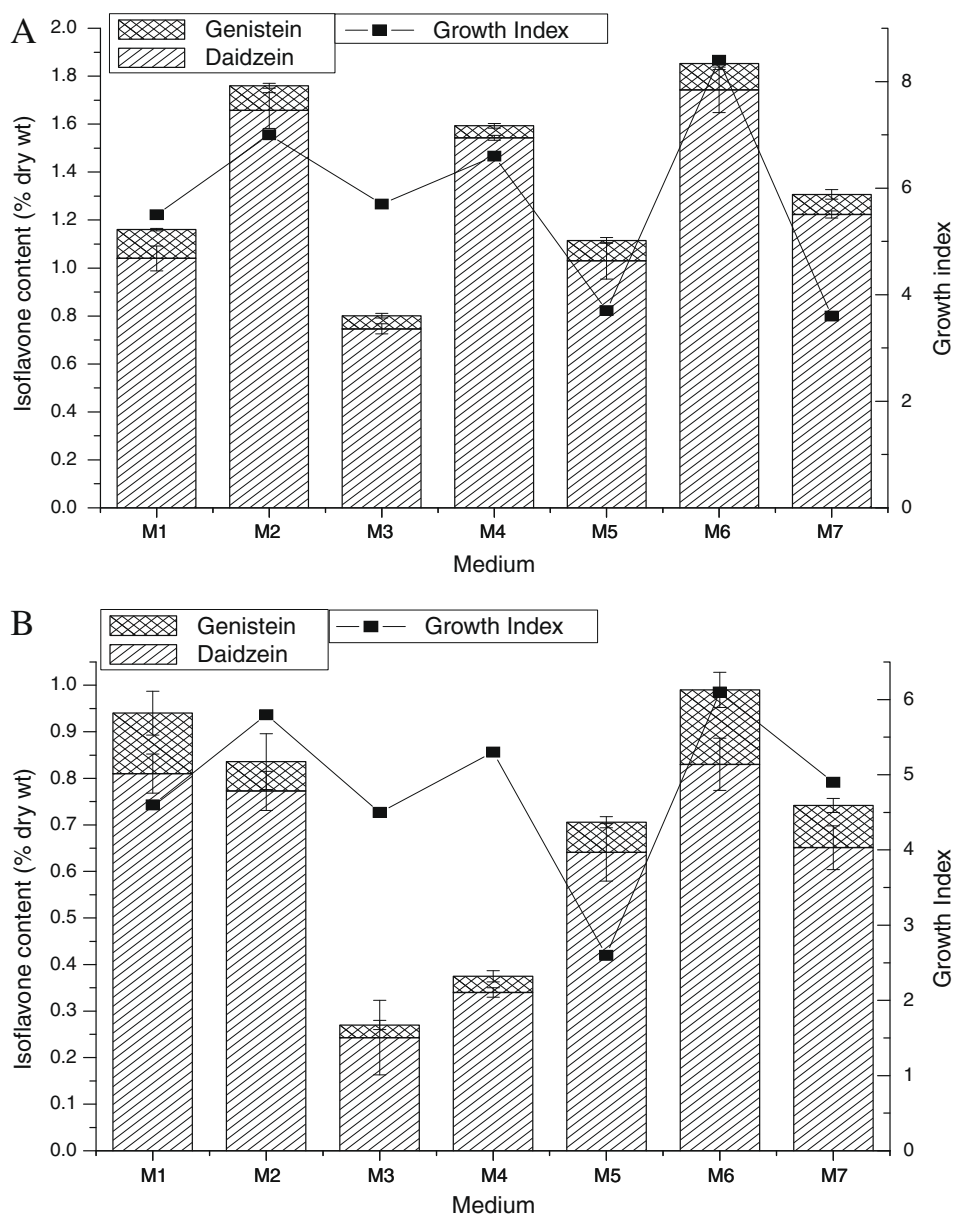 A
Genistein
Daidzein
Growth Index
Isoflavone content (% dry wt)
2.0
1.8
1.6
1.4
1.2
1.0
0.8
0.6
0.4
0.2
0.0
8
6
4
2
0
Growth index
M1 M2 M3 M4 M5 M6 M7
Medium
B
Genistein
Daidzein
Growth Index
Isoflavone content (% dry wt)
1.0
0.9
0.8
0.7
0.6
0.5
0.4
0.3
0.2
0.1
0.0
6
5
4
3
2
1
0
Growth Index
M1 M2 M3 M4 M5 M6 M7
Medium